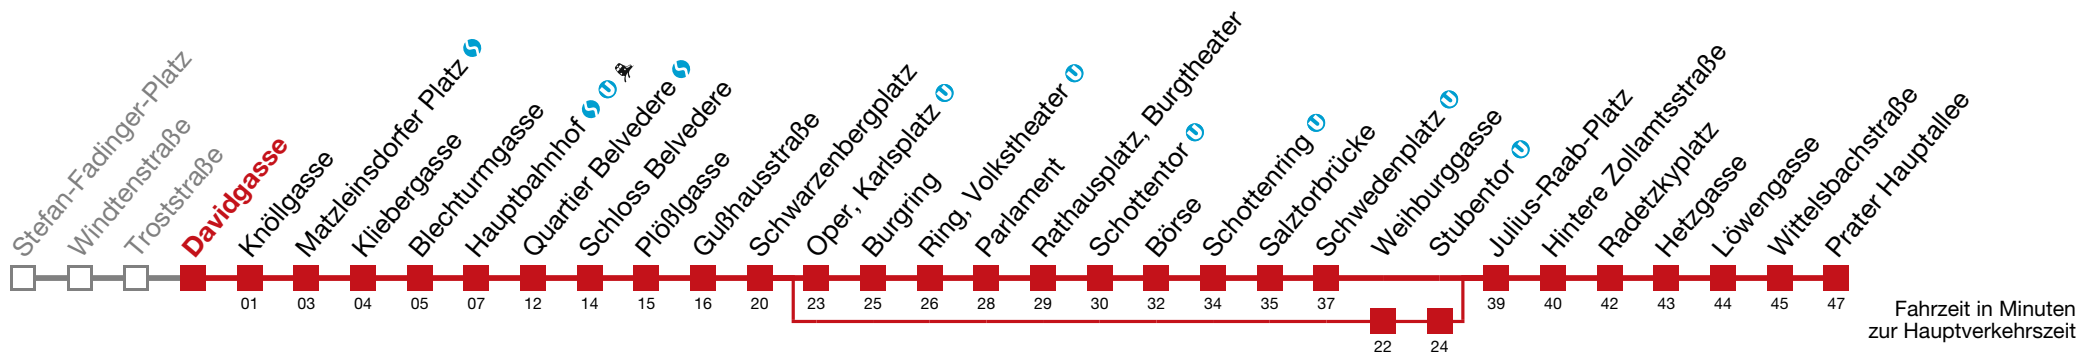 Stefan-Fadinger-Platz
Windtenstraße
Troststraße
Davidgasse
Knöllgasse
Matzleinsdorfer Platz
Kliebergasse
Blechturmgasse
Hauptbahnhof
Quartier Belvedere
Schloss Belvedere
Plößlgasse
Gußhausstraße
Schwarzenbergplatz
Oper, Karlsplatz
Burgring
Ring, Volkstheater
Parlament
Rathausplatz, Burgtheater
Schottentor
Börse
Schottenring
Salztorbrücke
Schwedenplatz
Weihburggasse
Stubentor
Julius-Raab-Platz
Hintere Zollamtsstraße
Radetzkyplatz
Hetzgasse
Löwengasse
Wittelsbachstraße
Prater Hauptallee
01 03 04 05 07 12 14 15 16 20 23 25 26 28 29 30 32 34 35 37 39 40 42 43 44 45 47
22 24
Fahrzeit in Minuten
zur Hauptverkehrszeit